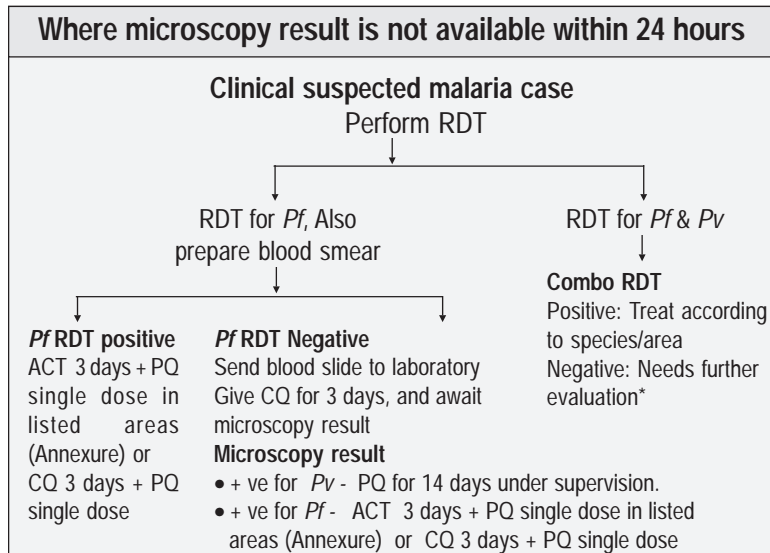 Where microscopy result is not available within 24 hours
Clinical suspected malaria case
Perform RDT
RDT for Pf, Also
prepare blood smear
RDT for Pf & Pv
Pf RDT positive
ACT 3 days + PQ
single dose in
listed areas
(Annexure) or
CQ 3 days + PQ
single dose
Pf RDT Negative
Send blood slide to laboratory
Give CQ for 3 days, and await
microscopy result
Microscopy result
• + ve for Pv - PQ for 14 days under supervision.
• + ve for Pf - ACT 3 days + PQ single dose in listed
areas (Annexure) or CQ 3 days + PQ single dose
Combo RDT
Positive: Treat according
to species/area
Negative: Needs further
evaluation*